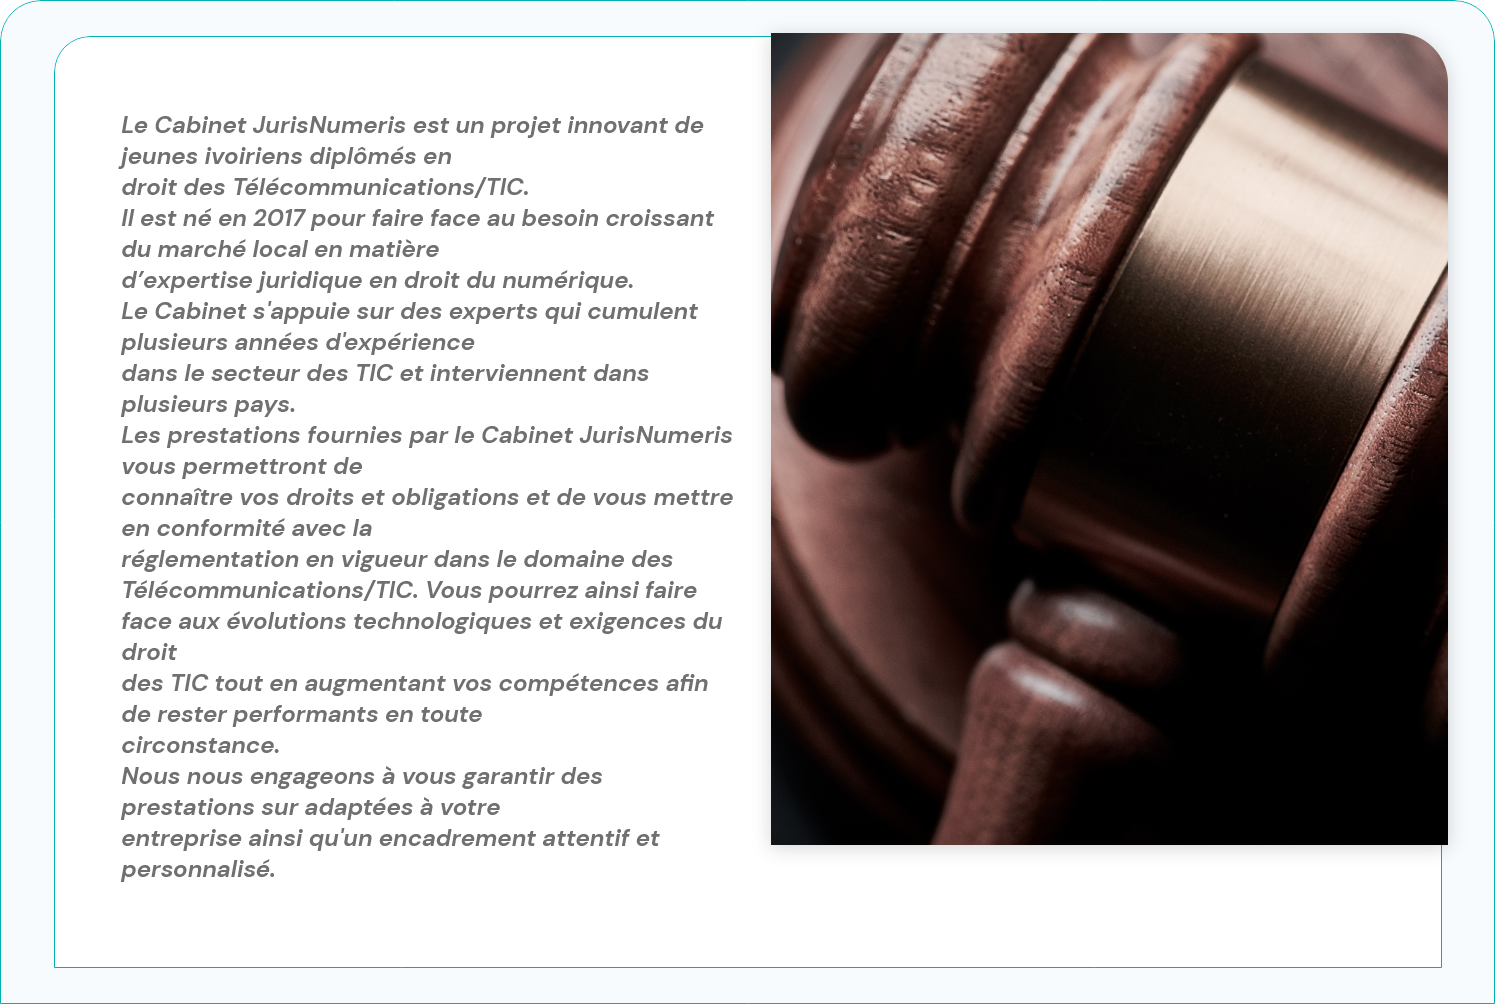 Le Cabinet JurisNumeris est un projet innovant de
jeunes ivoiriens diplômés en
droit des Télécommunications/TIC.
Il est né en 2017 pour faire face au besoin croissant
du marché local en matière
d’expertise juridique en droit du numérique.
Le Cabinet s'appuie sur des experts qui cumulent
plusieurs années d'expérience
dans le secteur des TIC et interviennent dans
plusieurs pays.
Les prestations fournies par le Cabinet JurisNumeris
vous permettront de
connaître vos droits et obligations et de vous mettre
en conformité avec la
réglementation en vigueur dans le domaine des
Télécommunications/TIC. Vous pourrez ainsi faire
face aux évolutions technologiques et exigences du
droit
des TIC tout en augmentant vos compétences afin
de rester performants en toute
circonstance.
Nous nous engageons à vous garantir des
prestations sur adaptées à votre
entreprise ainsi qu'un encadrement attentif et
personnalisé.